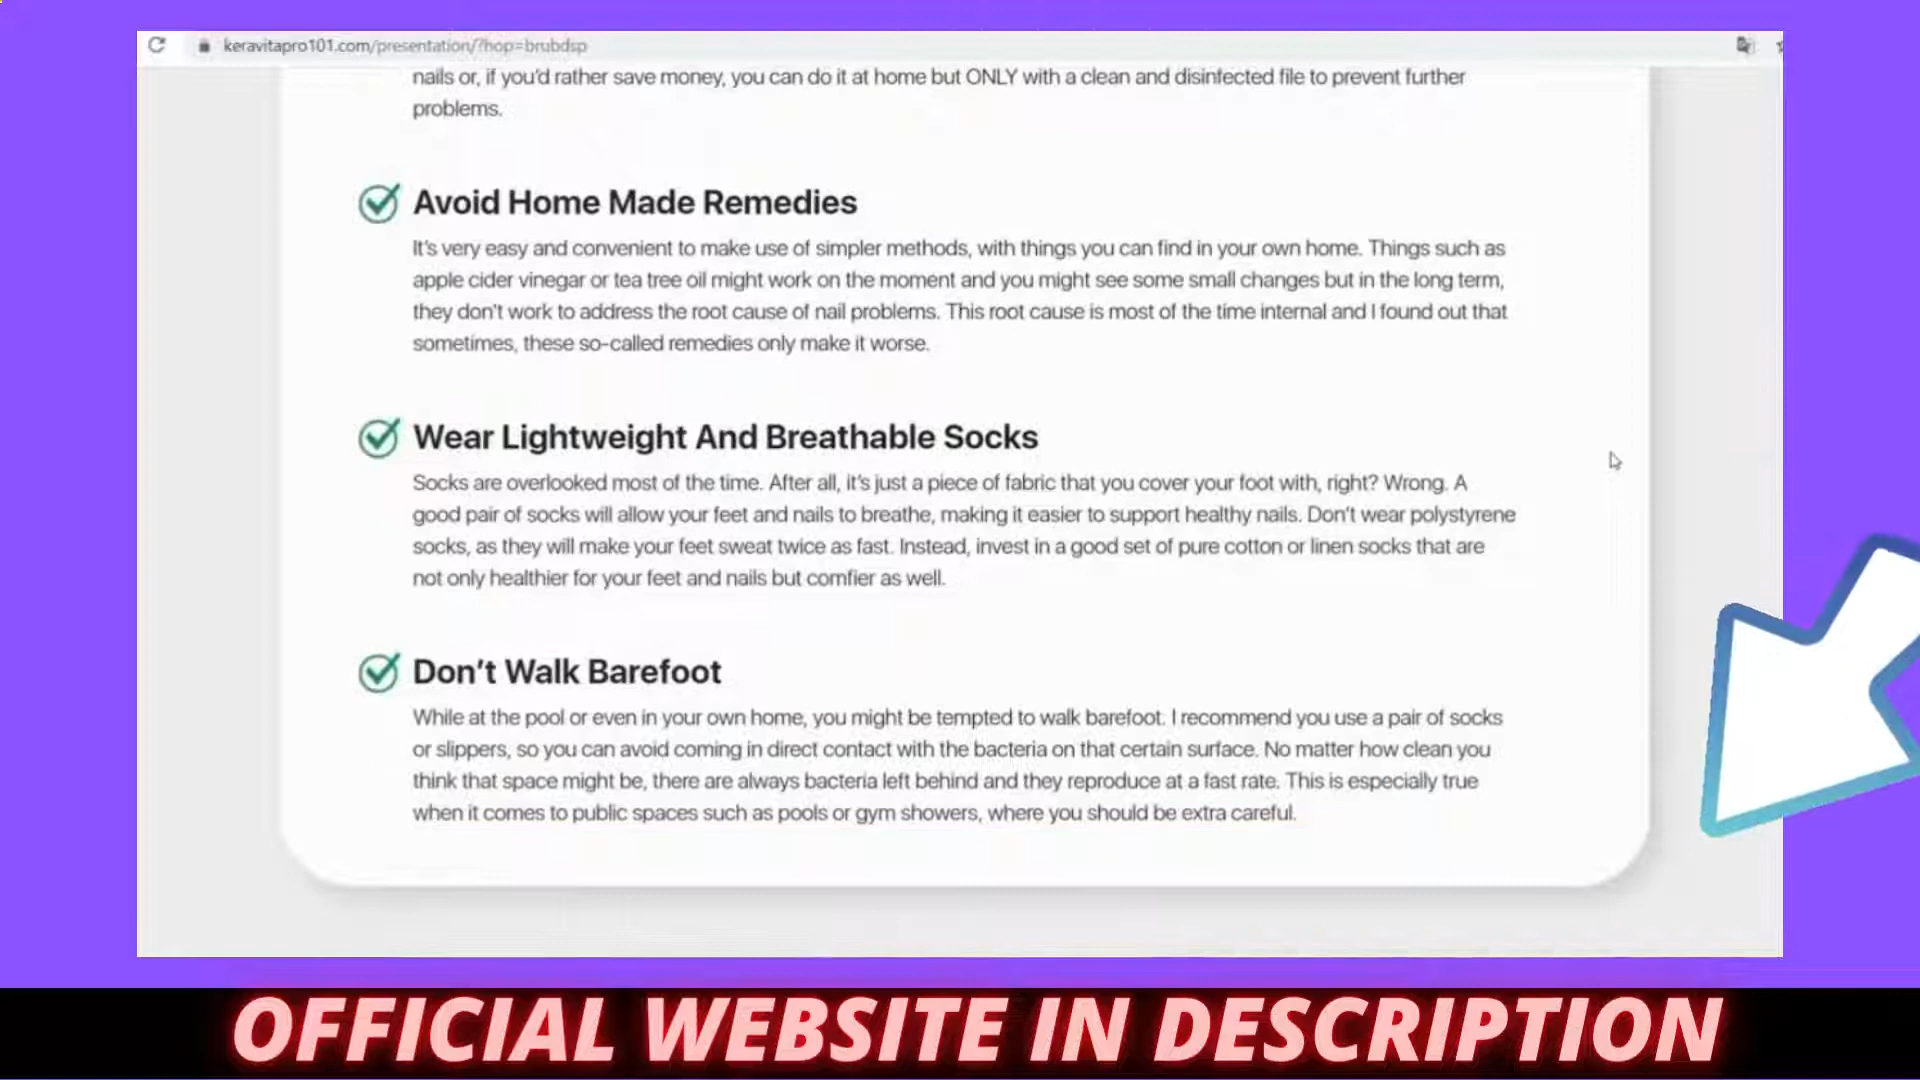 keravitapro101.com/presentation/?hop=brubdsp
nails or, if you'd rather save money, you can do it at home but ONLY with a clean and disinfected file to prevent further
problems.
Avoid Home Made Remedies
It's very easy and convenient to make use of simpler methods, with things you can find in your own home. Things such as
apple cider vinegar or tea tree oil might work on the moment and you might see some small changes but in the long term,
they don't work to address the root cause of nail problems. This root cause is most of the time internal and I found out that
sometimes, these so-called remedies only make it worse.
Wear Lightweight And Breathable Socks
Socks are overlooked most of the time. After all, it's just a piece of fabric that you cover your foot with, right? Wrong. A
good pair of socks will allow your feet and nails to breathe, making it easier to support healthy nails. Don't wear polystyrene
socks, as they will make your feet sweat twice as fast. Instead, invest in a good set of pure cotton or linen socks that are
not only healthier for your feet and nails but comfier as well.
Don't Walk Barefoot
While at the pool or even in your own home, you might be tempted to walk barefoot. I recommend you use a pair of socks
or slippers, so you can avoid coming in direct contact with the bacteria on that certain surface. No matter how clean you
think that space might be, there are always bacteria left behind and they reproduce at a fast rate. This is especially true
when it comes to public spaces such as pools or gym showers, where you should be extra careful.
OFFICIAL WEBSITE IN DESCRIPTION